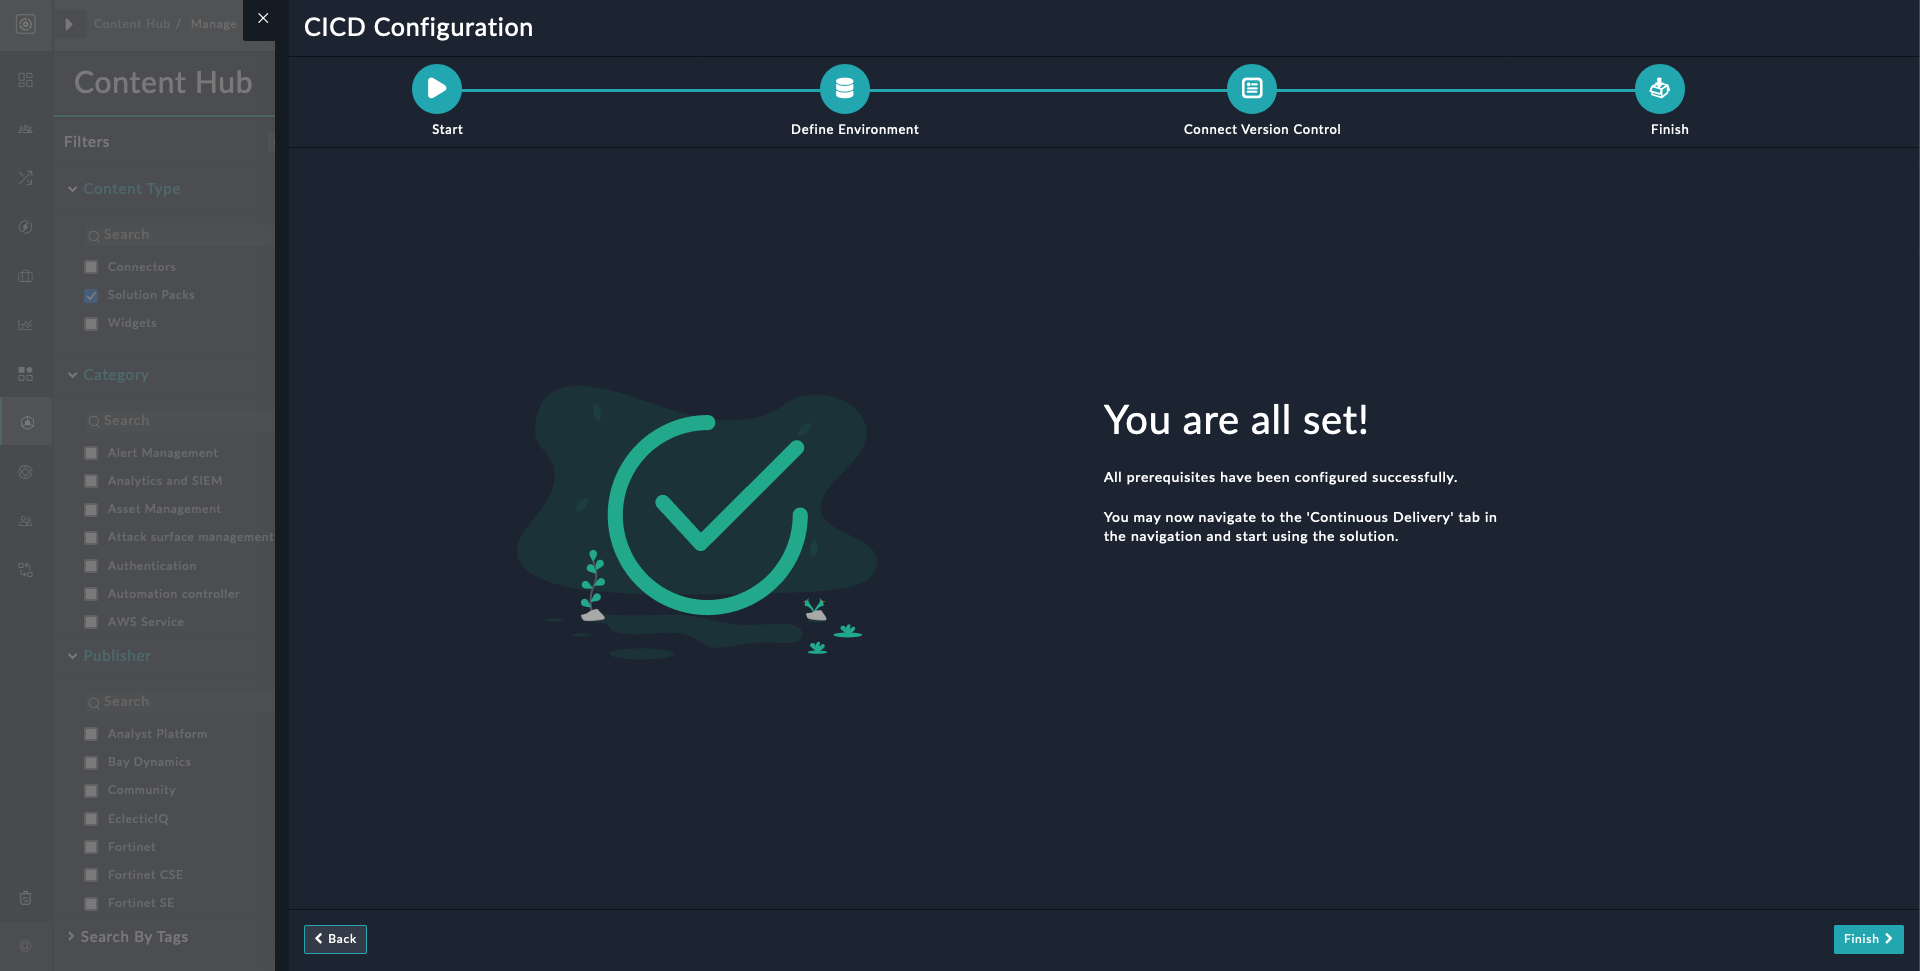 Content Hub / Manage
Content Hub
Filters
Content Type
Search
Connectors
Solution Packs
Widgets
Category
Search
Alert Management
Analytics and SIEM
Asset Management
Attack surface management
Authentication
Automation controller
AWS Service
Publisher
Search
Analyst Platform
Bay Dynamics
Community
EclecticIQ
Fortinet
Fortinet CSE
Fortinet SE
Search By Tags
CICD Configuration
Start
Define Environment
Connect Version Control
Finish
You are all set!
All prerequisites have been configured successfully.
You may now navigate to the 'Continuous Delivery' tab in
the navigation and start using the solution.
Back
Finish